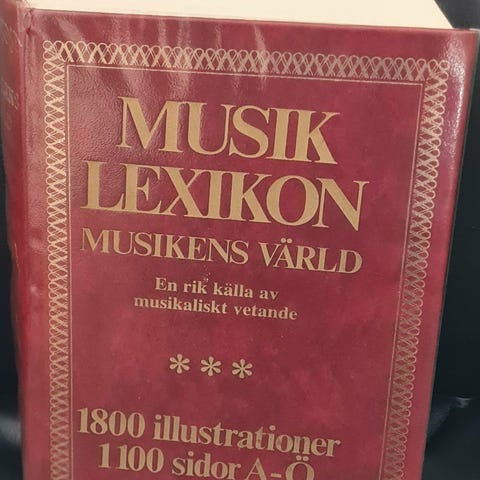 MUSIK
LEXIKON
MUSIKENS VÄRLD
En rik källa av
musikaliskt vetande
***
1800 illustrationer
1100 sidor A-Ö